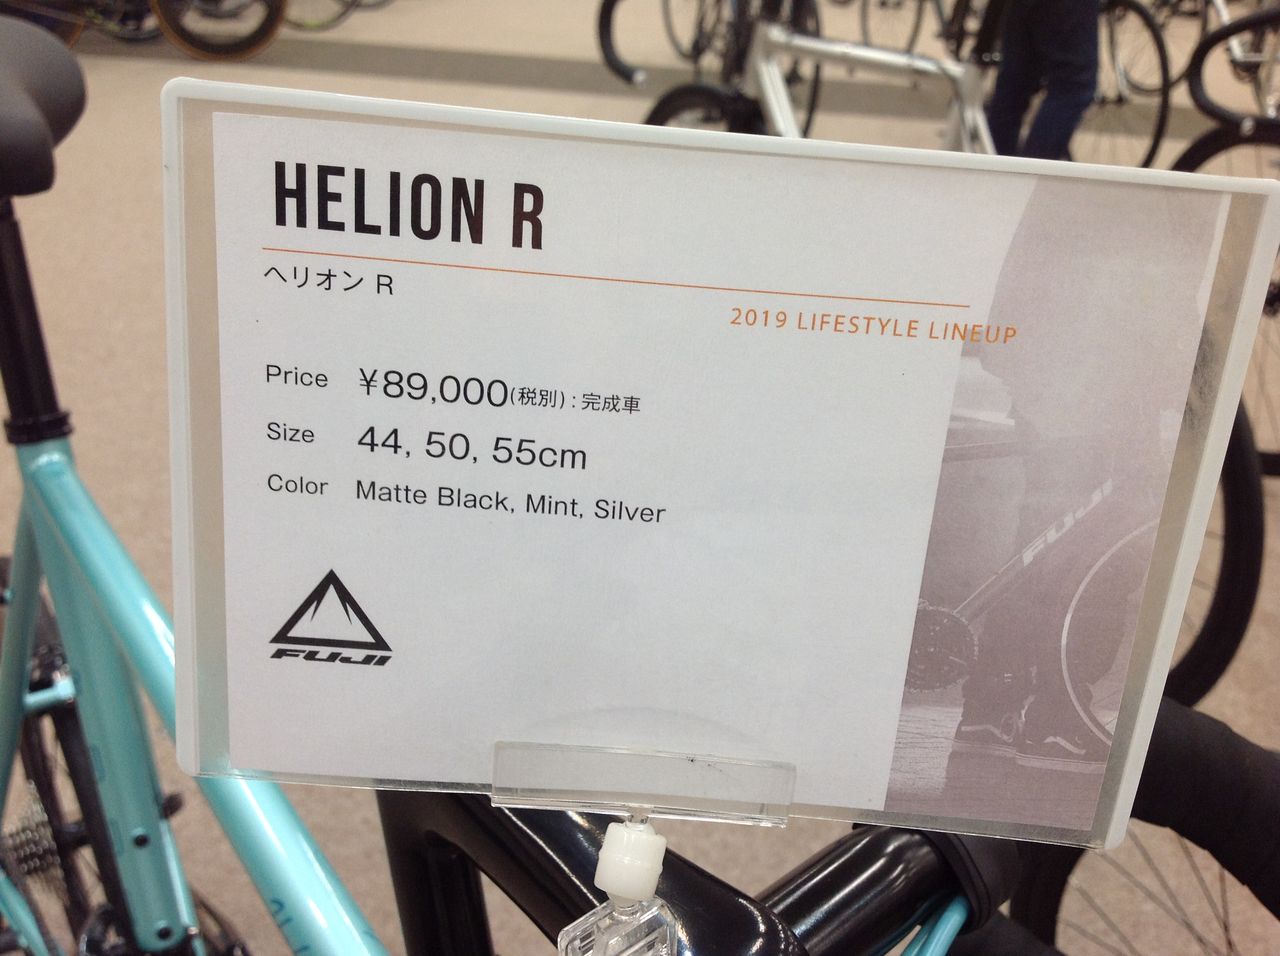 HELION R
ヘリオン R
2019 LIFESTYLE LINEUP
Price ¥89,000(税別) : 完成車
Size 44, 50, 55cm
Color Matte Black, Mint, Silver
FUJI
FUJI